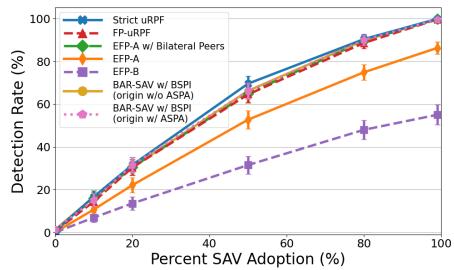 100
80
60
40
20
0
Detection Rate (%)
Strict uRPF
FP-uRPF
EFP-A w/ Bilateral Peers
EFP-A
EFP-B
BAR-SAV w/ BSPI
(origin w/o ASPA)
BAR-SAV w/ BSPI
(origin w/ ASPA)
0 20 40 60 80 100
Percent SAV Adoption (%)